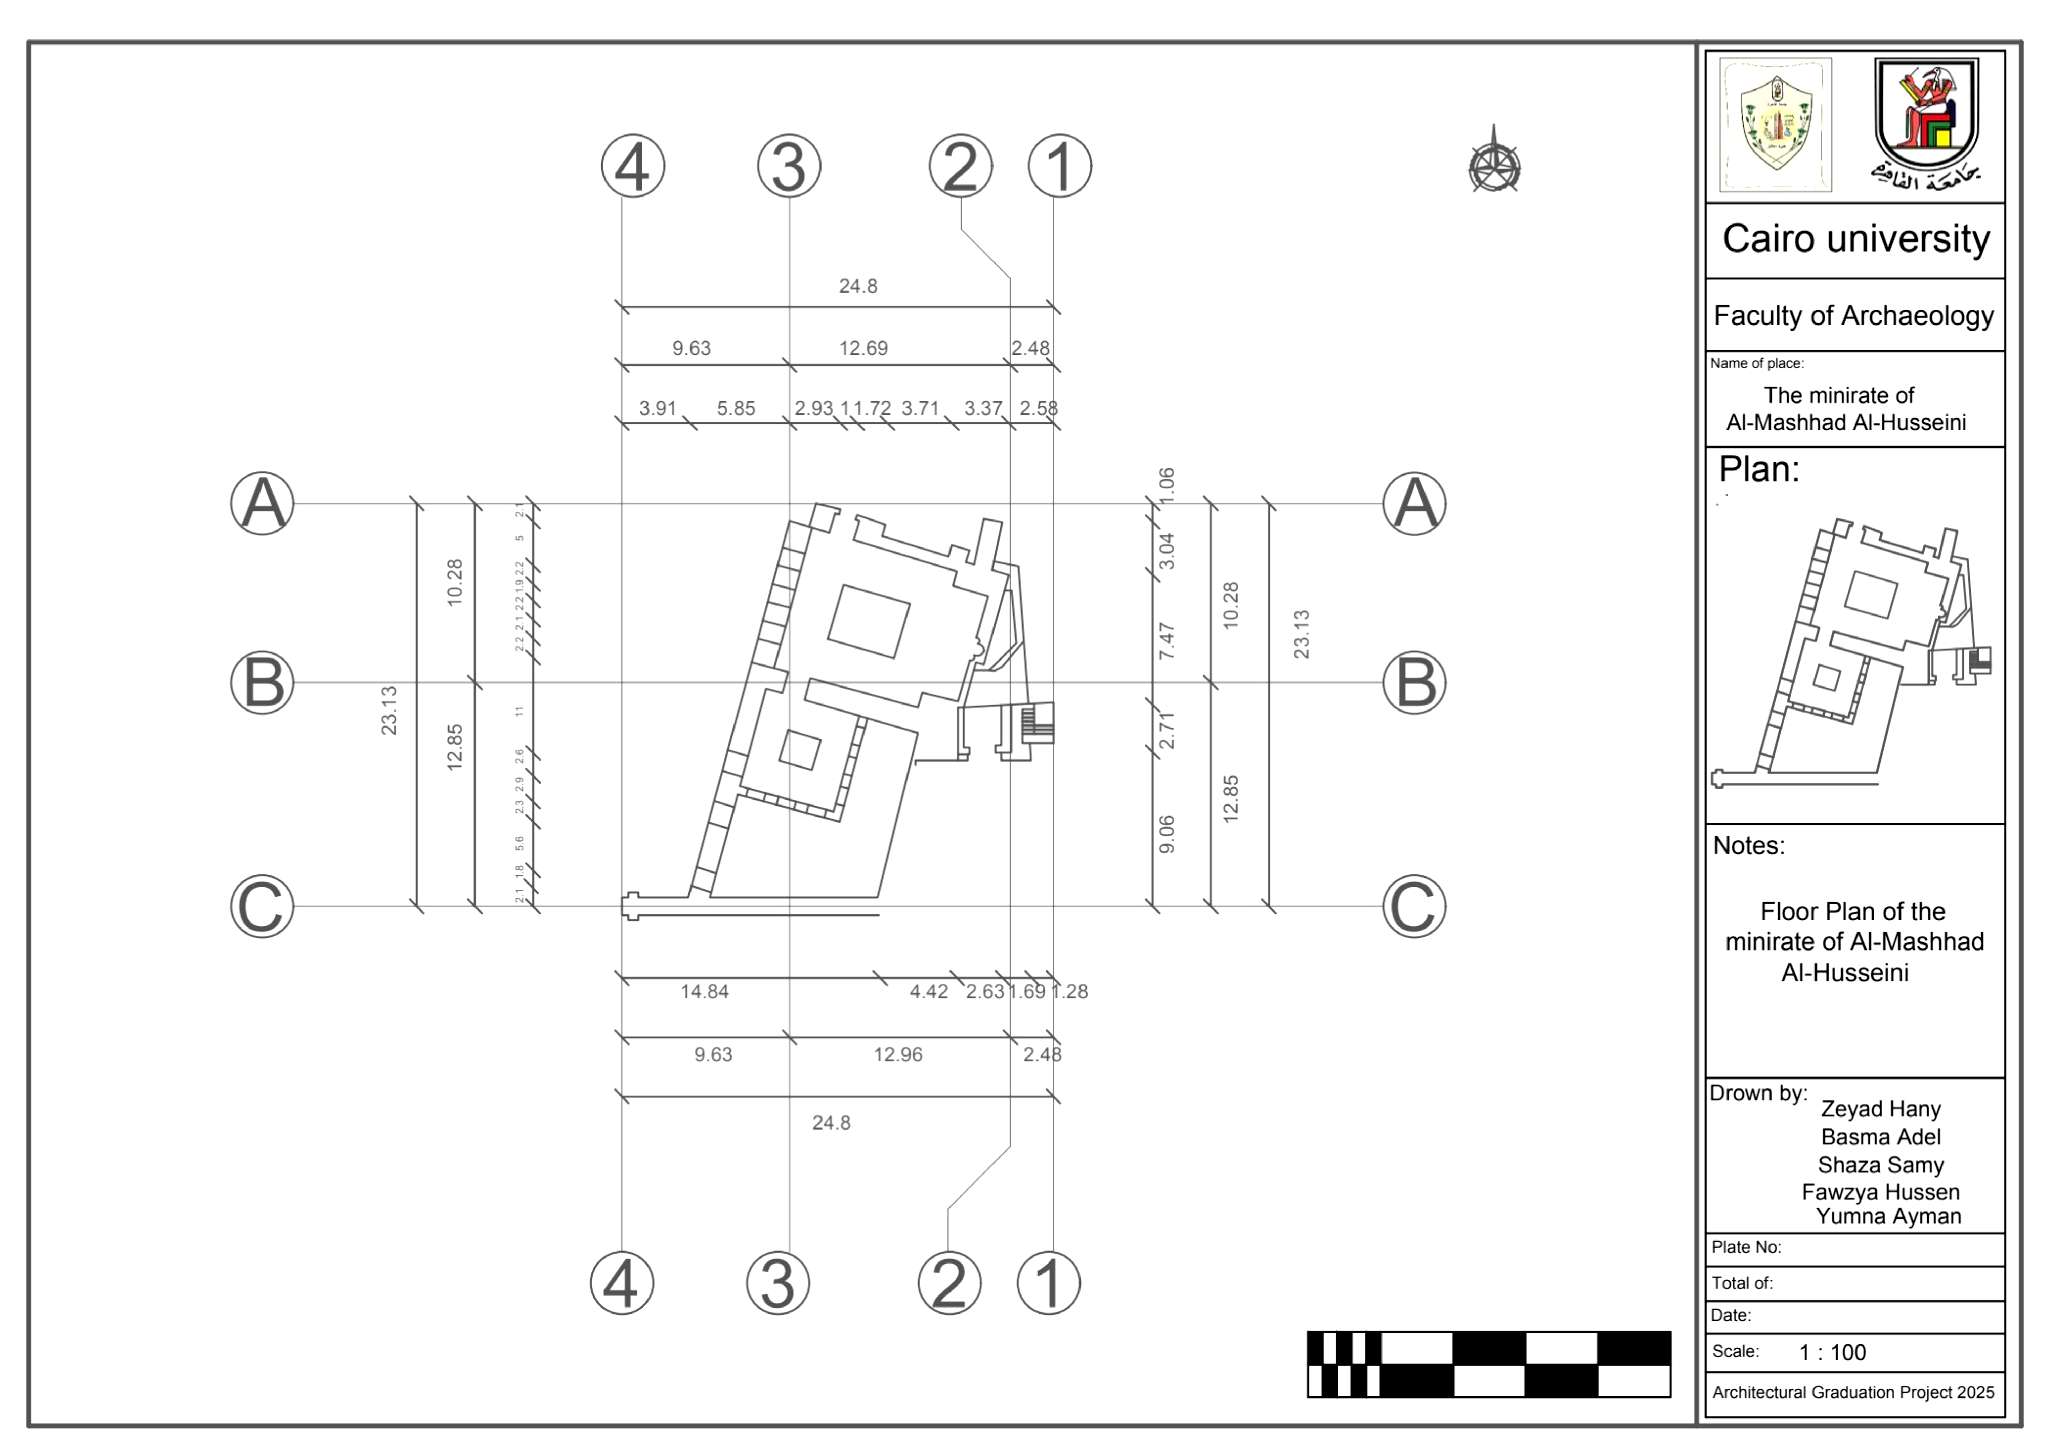 4 3 2 1
24.8
9.63 12.69 2.48
3.91 5.85 2.93 1 1.72 3.71 3.37 2.58
A
B
C
23.13
10.28
12.85
2.1
5
2.2
1.9
2.2
2.1
2.2
11
2.6
2.9
2.3
5.6
1.8
2.1
1.06
3.04
7.47
2.71
9.06
10.28
12.85
23.13
A
B
C
14.84 4.42 2.63 1.69 1.28
9.63 12.96 2.48
24.8
4 3 2 1
جامعة القاهرة
Cairo university
Faculty of Archaeology
Name of place:
The minirate of
Al-Mashhad Al-Husseini
Plan:
Notes:
Floor Plan of the
minirate of Al-Mashhad
Al-Husseini
Drown by:
Zeyad Hany
Basma Adel
Shaza Samy
Fawzya Hussen
Yumna Ayman
Plate No:
Total of:
Date:
Scale: 1 : 100
Architectural Graduation Project 2025